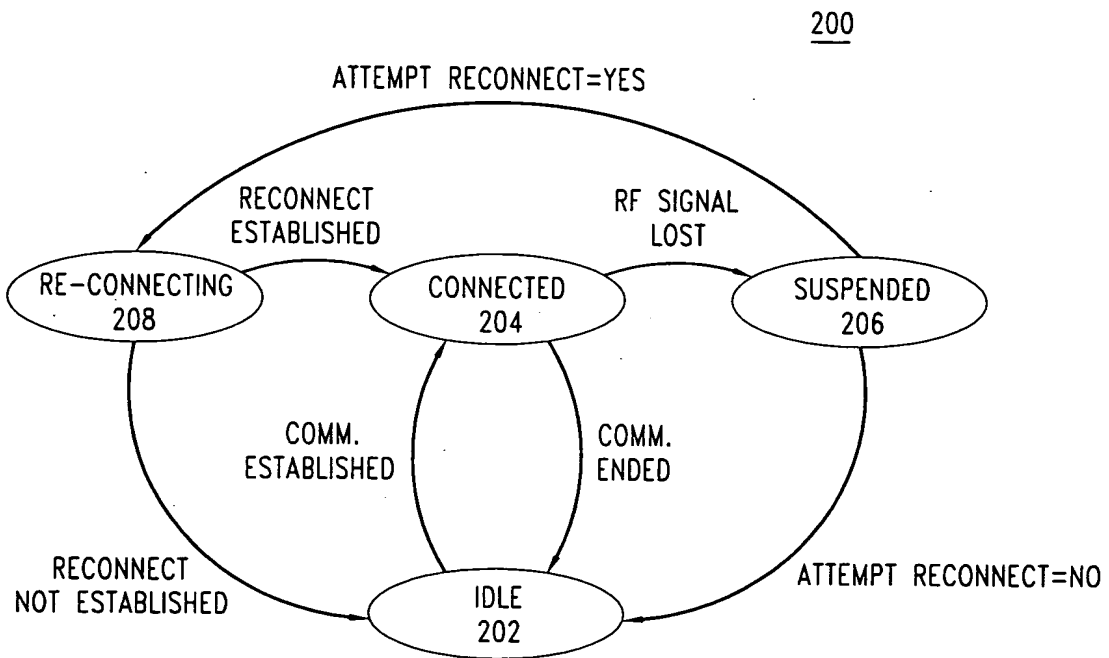 200
ATTEMPT RECONNECT=YES
RECONNECT
ESTABLISHED
RF SIGNAL
LOST
RE-CONNECTING
208
CONNECTED
204
SUSPENDED
206
COMM.
ESTABLISHED
COMM.
ENDED
RECONNECT
NOT ESTABLISHED
ATTEMPT RECONNECT=NO
IDLE
202